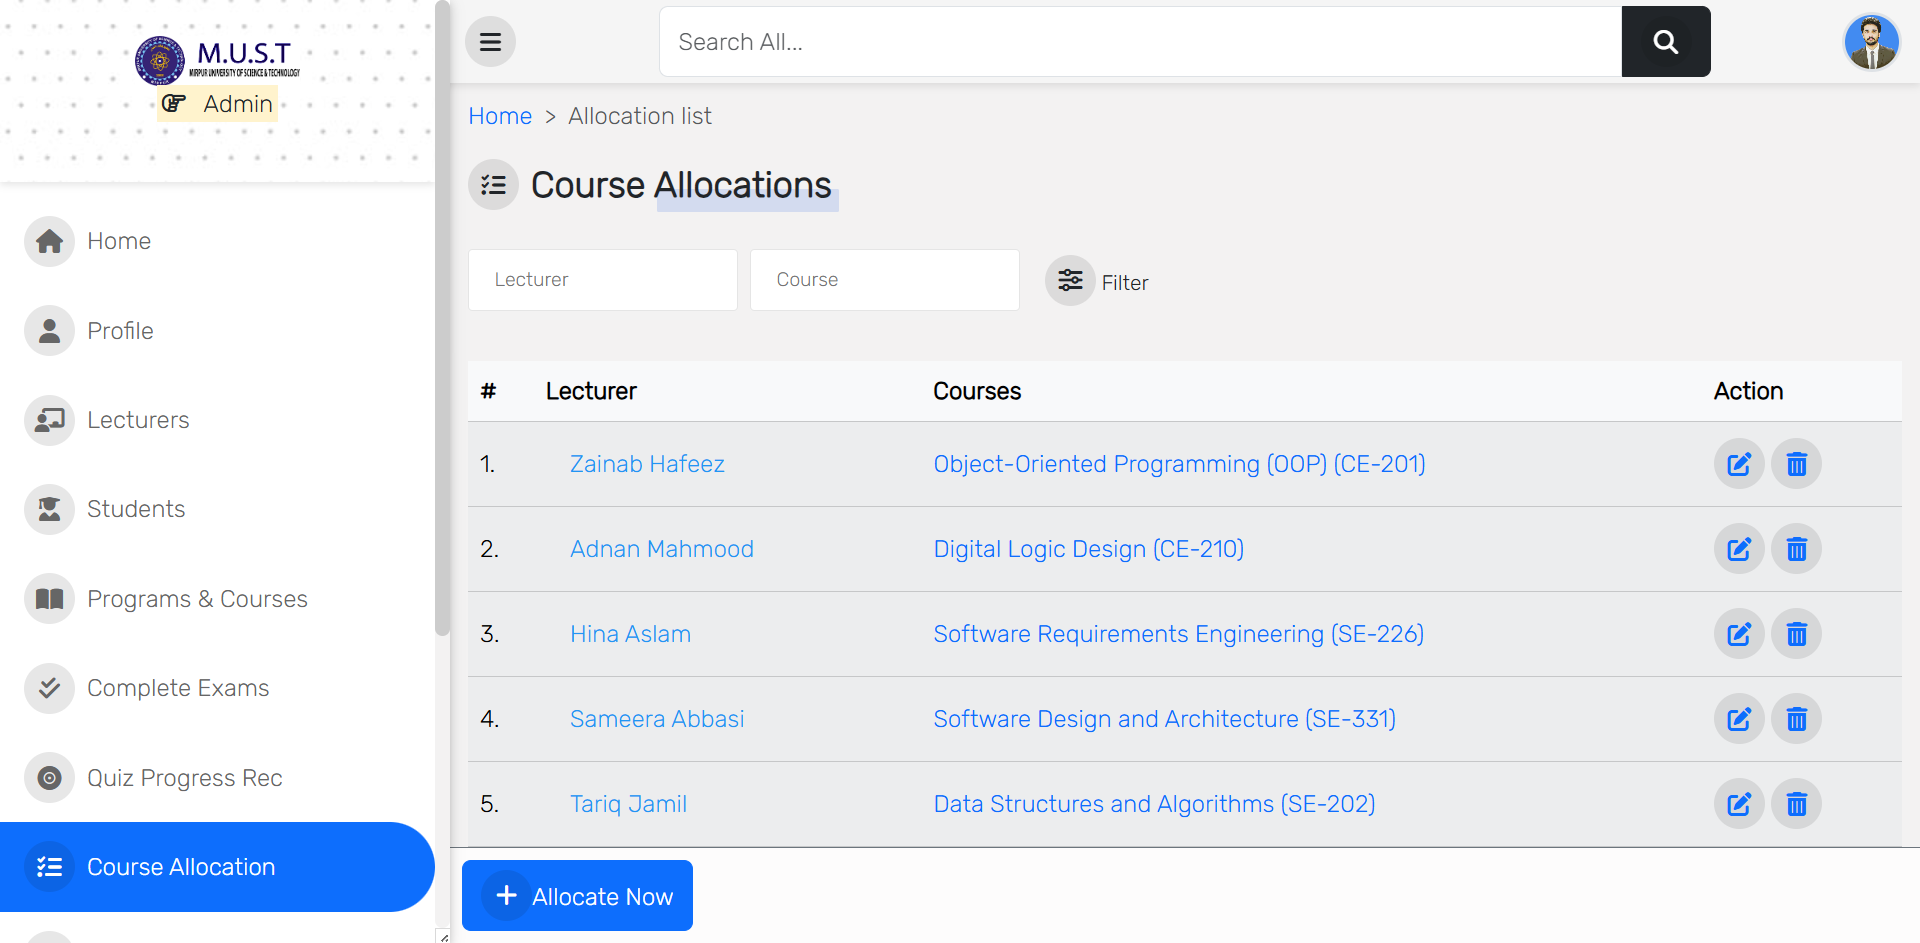 M.U.S.T
MIRPUR UNIVERSITY OF SCIENCE & TECHNOLOGY
Admin
Home
Profile
Lecturers
Students
Programs & Courses
Complete Exams
Quiz Progress Rec
Course Allocation
Search All...
Home > Allocation list
Course Allocations
Lecturer Course Filter
# Lecturer Courses Action
1. Zainab Hafeez Object-Oriented Programming (OOP) (CE-201)
2. Adnan Mahmood Digital Logic Design (CE-210)
3. Hina Aslam Software Requirements Engineering (SE-226)
4. Sameera Abbasi Software Design and Architecture (SE-331)
5. Tariq Jamil Data Structures and Algorithms (SE-202)
Allocate Now